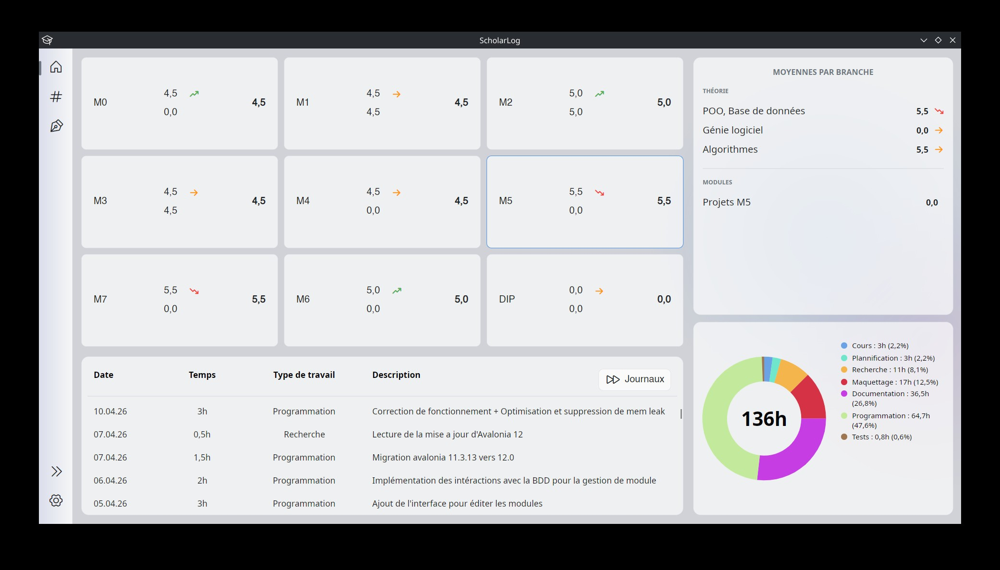 ScholarLog
M0
4,5
0,0
4,5
M1
4,5
4,5
4,5
M2
5,0
5,0
5,0
M3
4,5
4,5
4,5
M4
4,5
0,0
4,5
M5
5,5
0,0
5,5
M7
5,5
0,0
5,5
M6
5,0
0,0
5,0
DIP
0,0
0,0
0,0
Date Temps Type de travail Description Journaux
10.04.26 3h Programmation Correction de fonctionnement + Optimisation et suppression de mem leak
07.04.26 0,5h Recherche Lecture de la mise a jour d'Avalonia 12
07.04.26 1,5h Programmation Migration avalonia 11.3.13 vers 12.0
06.04.26 2h Programmation Implémentation des intéractions avec la BDD pour la gestion de module
05.04.26 3h Programmation Ajout de l'interface pour éditer les modules
MOYENNES PAR BRANCHE
THÉORIE
POO, Base de données 5,5
Génie logiciel 0,0
Algorithmes 5,5
MODULES
Projets M5 0,0
136h
Cours : 3h (2,2%)
Plannification : 3h (2,2%)
Recherche : 11h (8,1%)
Maquettage : 17h (12,5%)
Documentation : 36,5h
(26,8%)
Programmation : 64,7h
(47,6%)
Tests : 0,8h (0,6%)